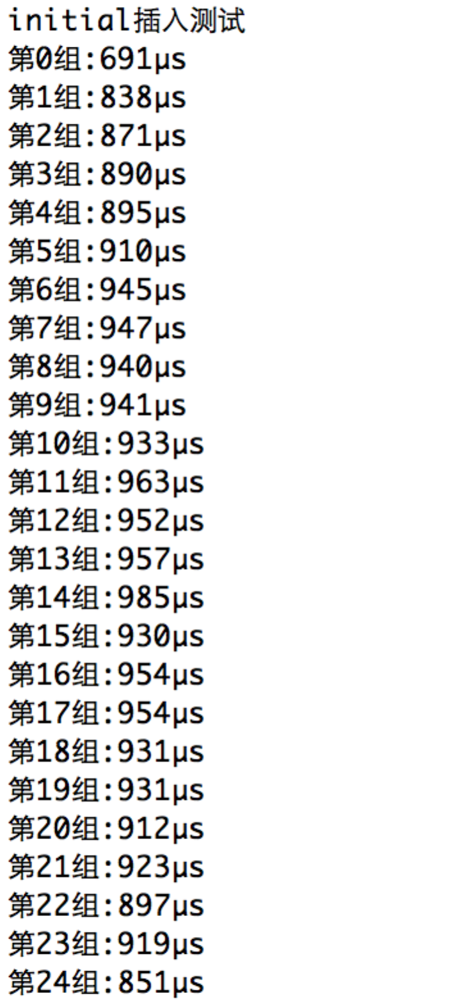 initial插入测试
第0组:691μs
第1组:838μs
第2组:871μs
第3组:890μs
第4组:895μs
第5组:910μs
第6组:945μs
第7组:947μs
第8组:940μs
第9组:941μs
第10组:933μs
第11组:963μs
第12组:952μs
第13组:957μs
第14组:985μs
第15组:930μs
第16组:954μs
第17组:954μs
第18组:931μs
第19组:931μs
第20组:912μs
第21组:923μs
第22组:897μs
第23组:919μs
第24组:851μs